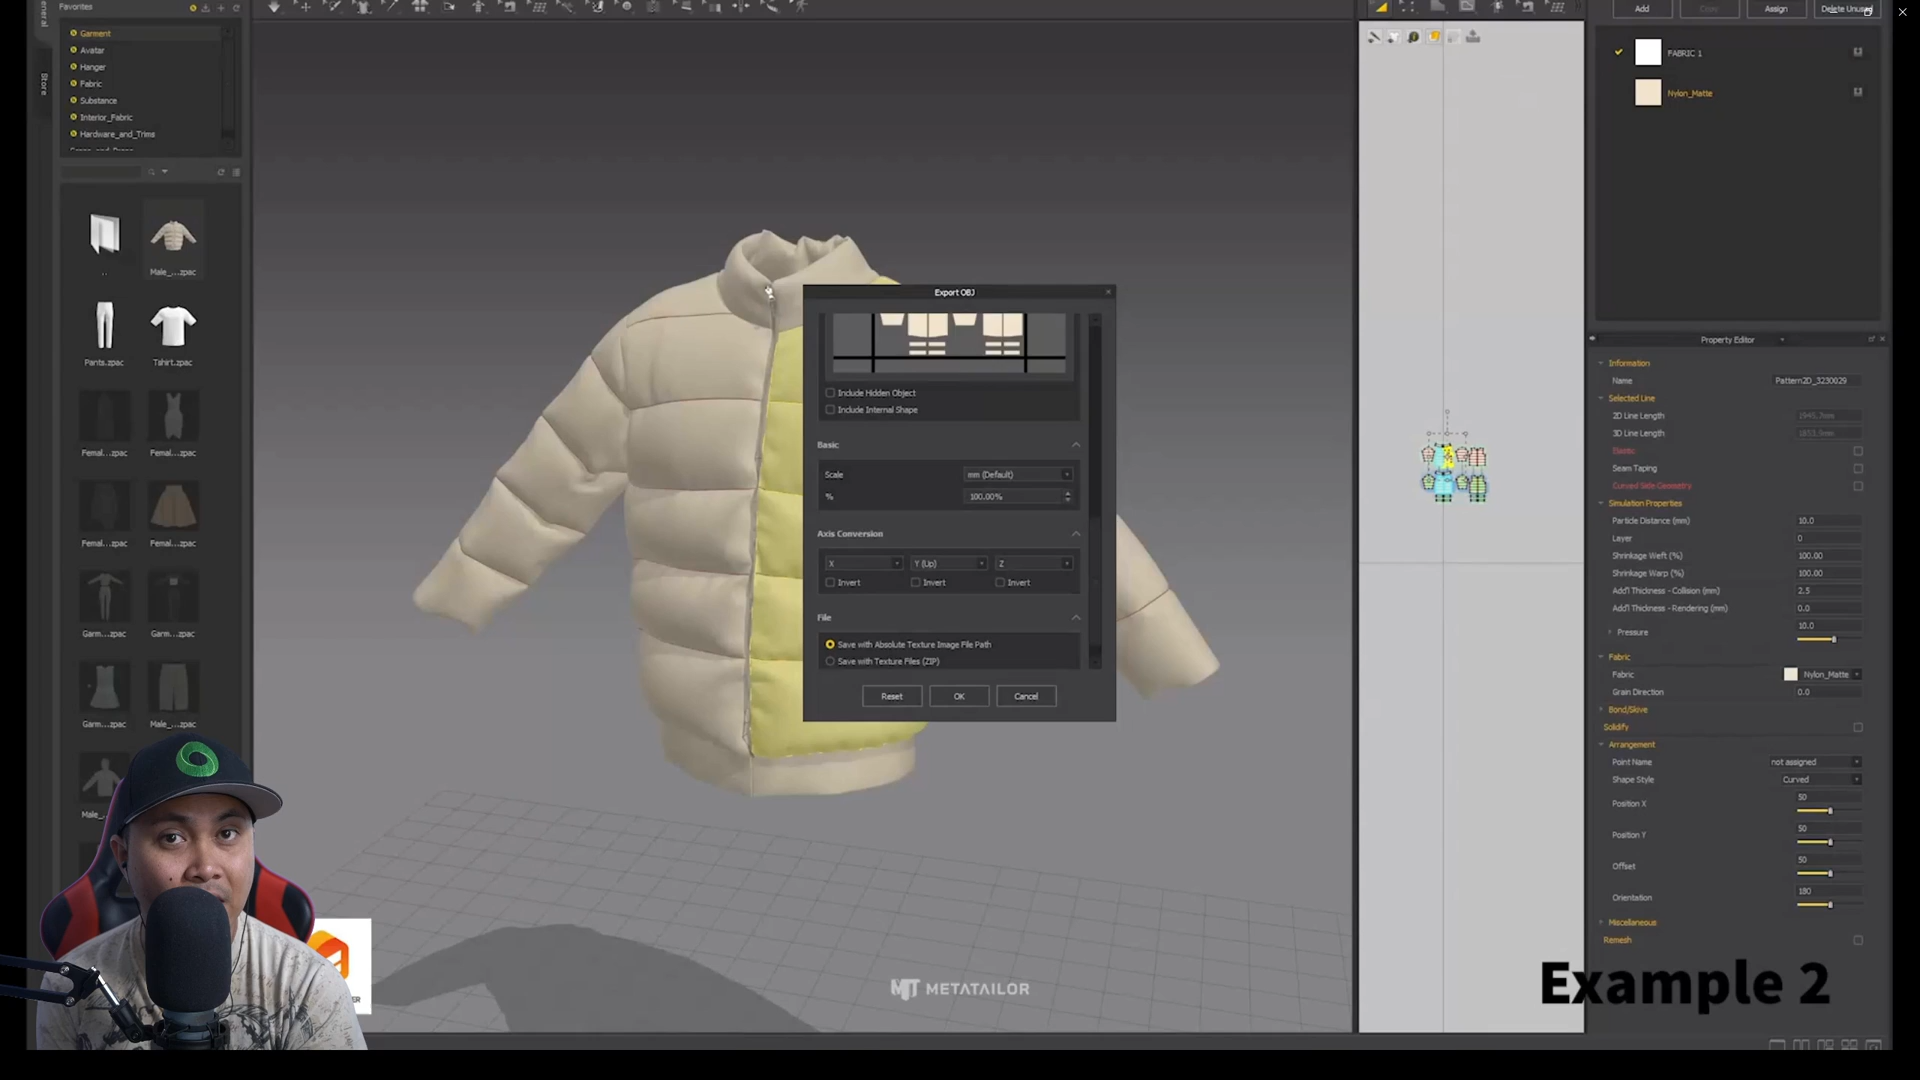 Favorites
Garment
Avatar
Hanger
Fabric
Substance
Interior_Fabric
Hardware_and_Trims
Store
..
Male_...zpac
Pants.zpac
Tshirt.zpac
Femal...zpac
Femal...zpac
Femal...zpac
Femal...zpac
Garm...zpac
Garm...zpac
Garm...zpac
Male_...zpac
Export OBJ
Include Hidden Object
Include Internal Shape
Basic
Scale
mm (Default)
%
100.00%
Axis Conversion
X
Y (Up)
Z
Invert
Invert
Invert
File
Save with Absolute Texture Image File Path
Save with Texture Files (ZIP)
Reset
OK
Cancel
MT METATAILOR
Add
Assign
Delete Unused
FABRIC 1
Nylon_Matte
Property Editor
Information
Name
Pattern2D_3230029
Selected Line
2D Line Length
3D Line Length
Elastic
Seam Taping
Curved Side Geometry
Simulation Properties
Particle Distance (mm)
10.0
Layer
0
Shrinkage Weft (%)
100.00
Shrinkage Warp (%)
100.00
Add'l Thickness - Collision (mm)
2.5
Add'l Thickness - Rendering (mm)
0.0
Pressure
10.0
Fabric
Fabric
Nylon_Matte
Grain Direction
0.0
Bond/Skive
Solidify
Arrangement
Point Name
not assigned
Shape Style
Curved
Position X
50
Position Y
50
Offset
50
Orientation
180
Miscellaneous
Remesh
Example 2